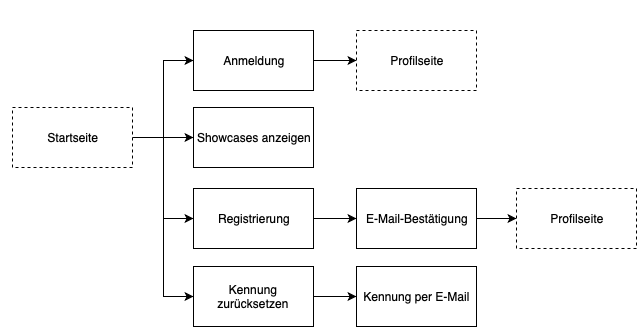 Anmeldung
Profilseite
Startseite
Showcases anzeigen
Registrierung
E-Mail-Bestätigung
Profilseite
Kennung
zurücksetzen
Kennung per E-Mail